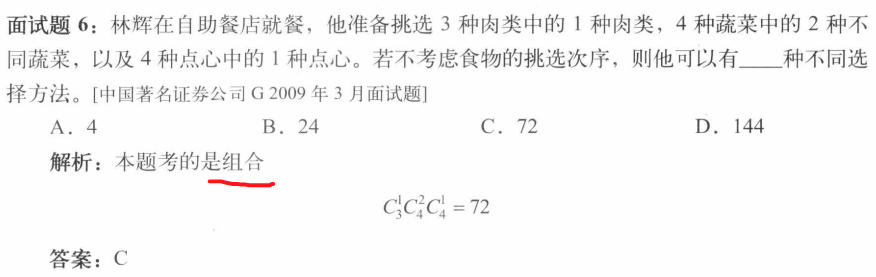 面试题 6：林辉在自助餐店就餐，他准备挑选 3 种肉类中的 1 种肉类，4 种蔬菜中的 2 种不
同蔬菜，以及 4 种点心中的 1 种点心。若不考虑食物的挑选次序，则他可以有____种不同选
择方法。[中国著名证券公司 G 2009 年 3 月面试题]
A．4 B．24 C．72 D．144
解析：本题考的是组合
$C_3^1 C_4^2 C_4^1 = 72$
答案：C